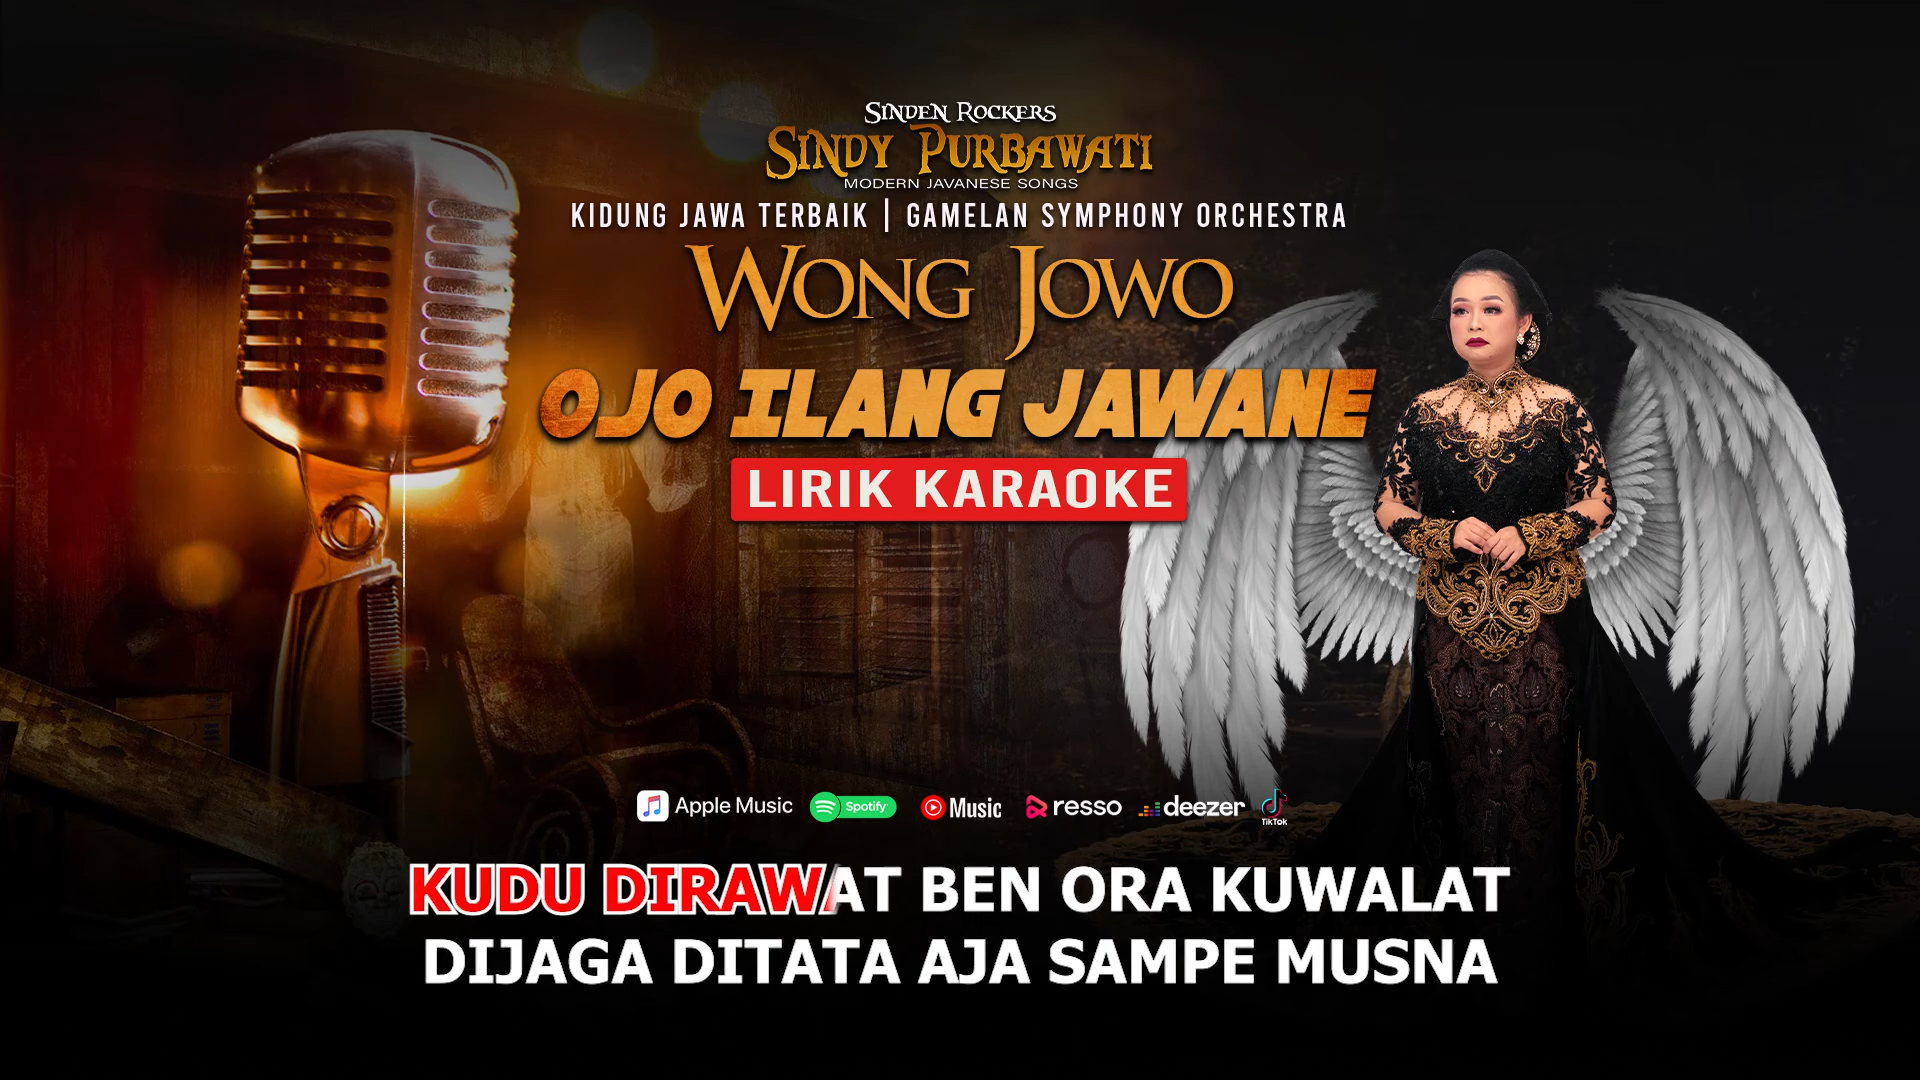 SINDEN ROCKERS
SINDY PURBAWATI
MODERN JAVANESE SONGS
KIDUNG JAWA TERBAIK | GAMELAN SYMPHONY ORCHESTRA
WONG JOWO
OJO ILANG JAWANE
LIRIK KARAOKE
Apple Music Spotify Music resso deezer TikTok
KUDU DIRAWAT BEN ORA KUWALAT
DIJAGA DITATA AJA SAMPE MUSNA